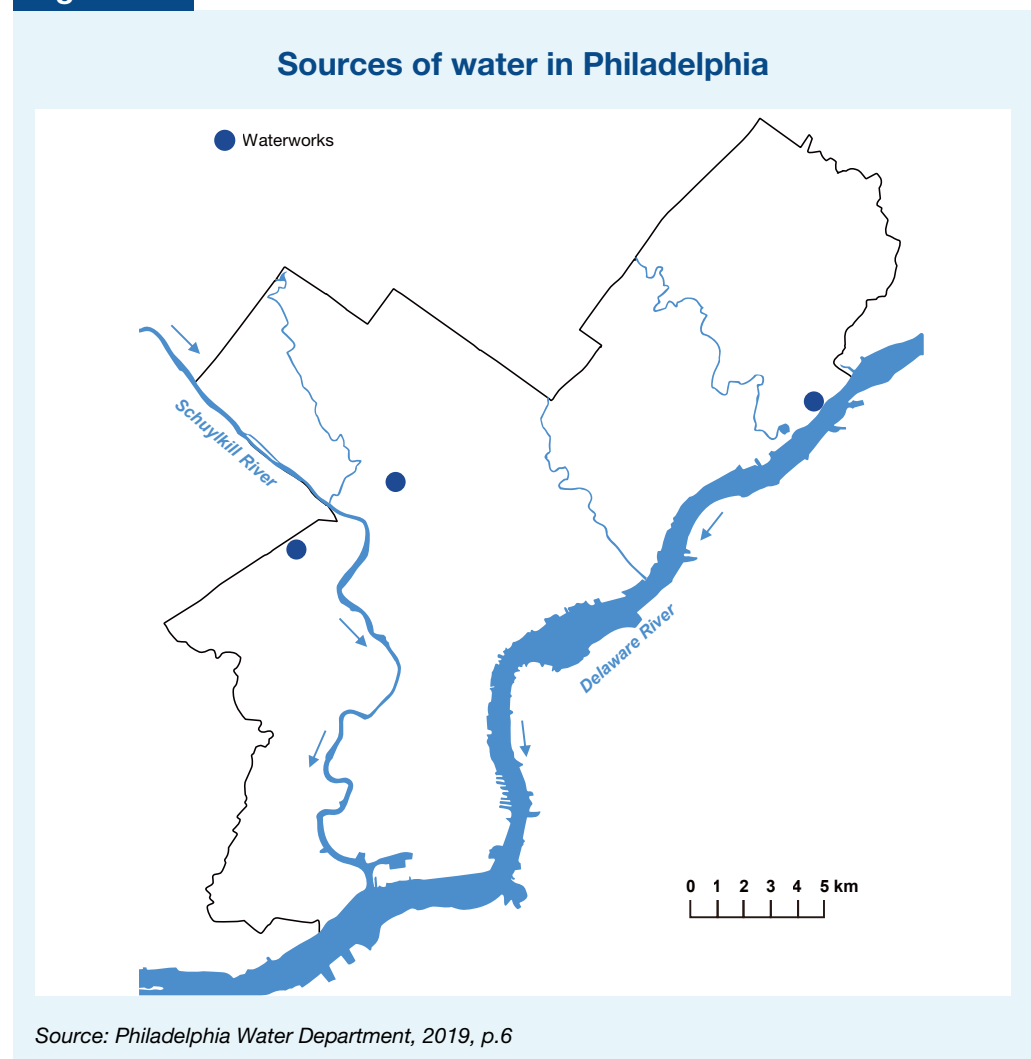 Sources of water in Philadelphia
Waterworks
Schuylkill River
Delaware River
0 1 2 3 4 5 km
Source: Philadelphia Water Department, 2019, p.6